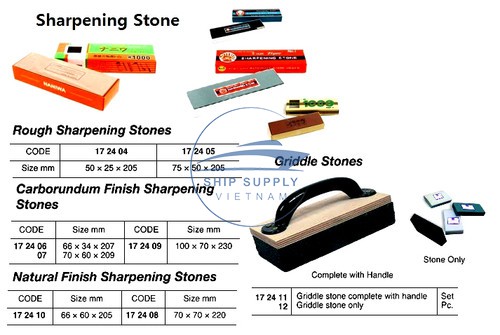 Sharpening Stone
ナニワ
#1000
NANIWA
SHARPENING STONE
1000
Rough Sharpening Stones
CODE 17 24 04 17 24 05
Size mm 50 x 25 x 205 75 x 50 x 205
Griddle Stones
SHIP SUPPLY
VIETNAM
Carborundum Finish Sharpening
Stones
CODE Size mm CODE Size mm
17 24 06 66 x 34 x 207 17 24 09 100 x 70 x 230
07 70 x 60 x 209
Complete with Handle
Stone Only
Natural Finish Sharpening Stones
CODE Size mm CODE Size mm
17 24 10 66 x 60 x 205 17 24 08 70 x 70 x 220
17 24 11 Griddle stone complete with handle Set
12 Griddle stone only Pc.